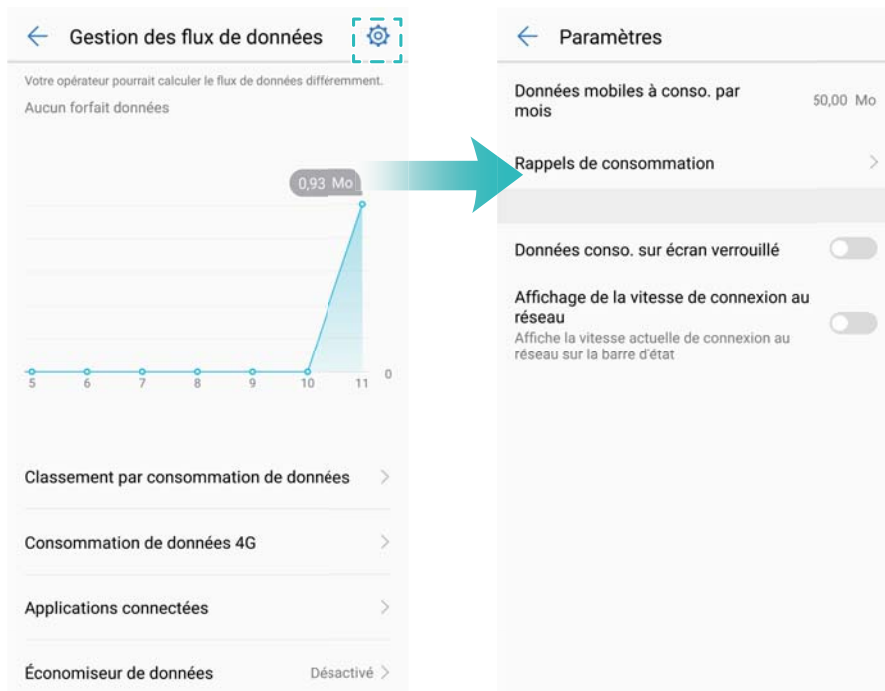 Gestion des flux de données
Votre opérateur pourrait calculer le flux de données différemment.
Aucun forfait données
0,93 Mo
5 6 7 8 9 10 11 0
Classement par consommation de données
Consommation de données 4G
Applications connectées
Économiseur de données Désactivé
Paramètres
Données mobiles à conso. par
mois
50,00 Mo
Rappels de consommation
Données conso. sur écran verrouillé
Affichage de la vitesse de connexion au
réseau
Affiche la vitesse actuelle de connexion au
réseau sur la barre d'état